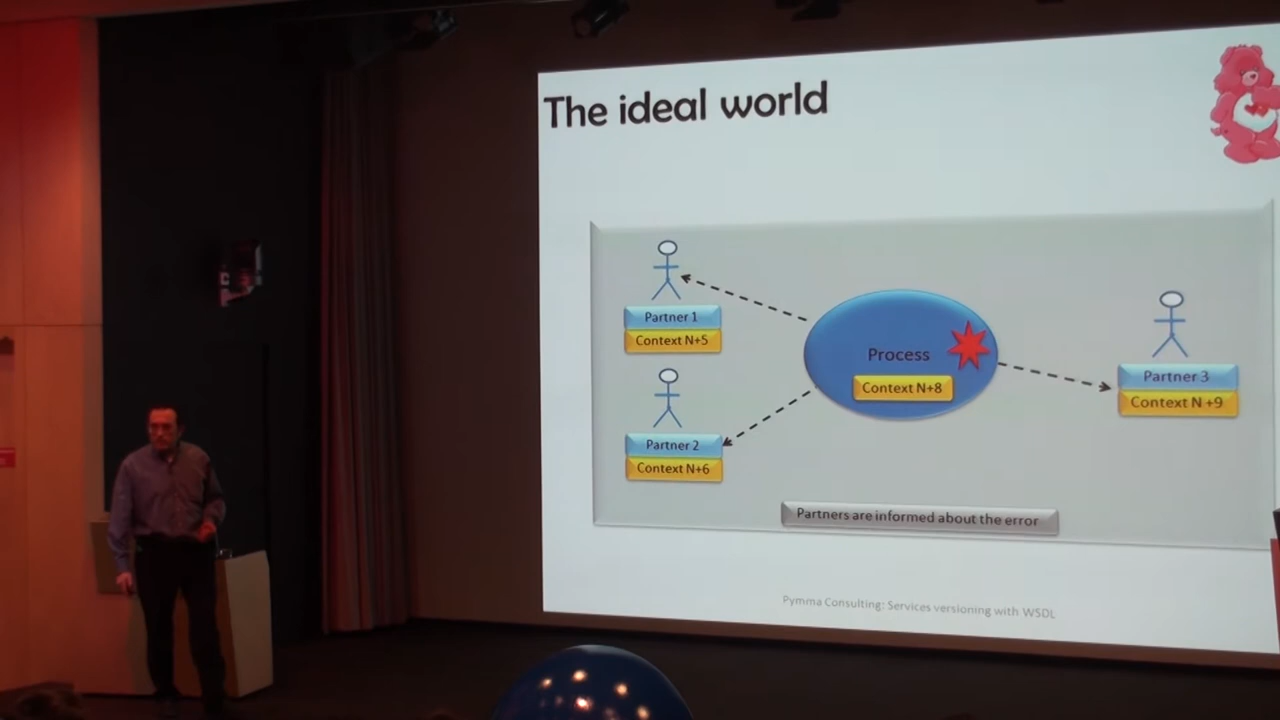 The ideal world
Partner 1
Context N+5
Partner 2
Context N+6
Process
Context N+8
Partner 3
Context N +9
Partners are informed about the error
Pymma Consulting: Services versioning with WSDL